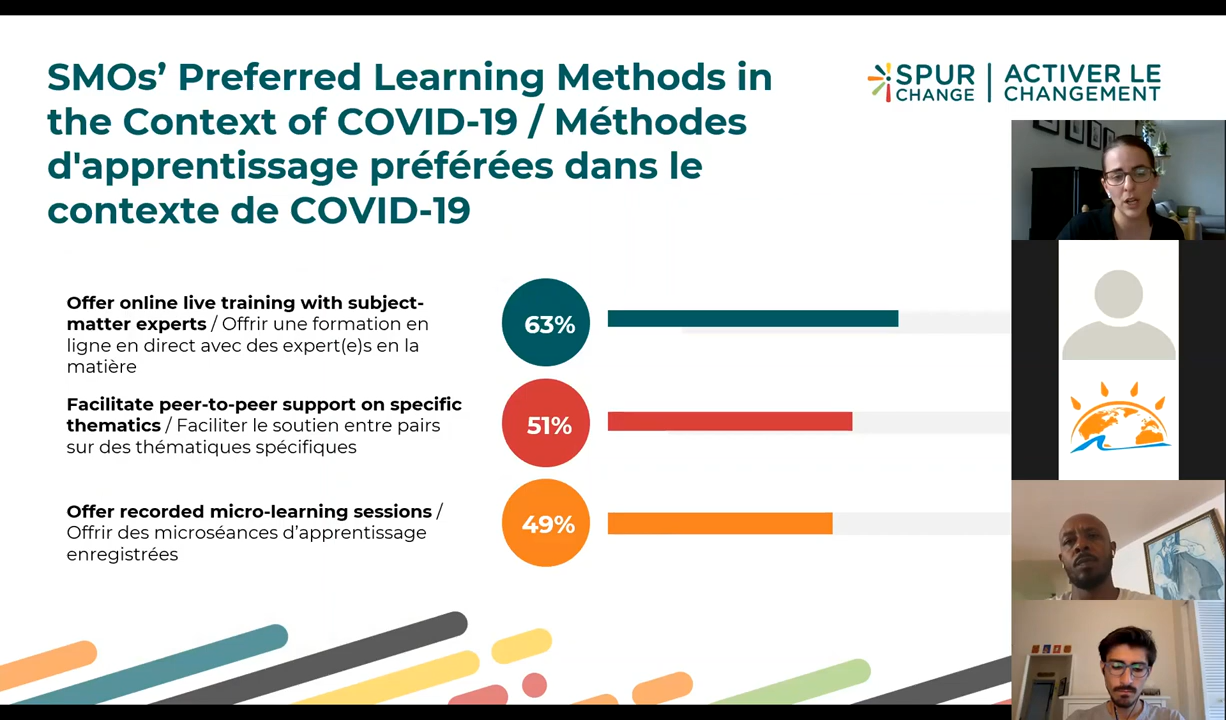 SMOs’ Preferred Learning Methods in
the Context of COVID-19 / Méthodes
d'apprentissage préférées dans le
contexte de COVID-19
SPUR CHANGE | ACTIVER LE CHANGEMENT
Offer online live training with subject-
matter experts / Offrir une formation en
ligne en direct avec des expert(e)s en la
matière
63%
Facilitate peer-to-peer support on specific
thematics / Faciliter le soutien entre pairs
sur des thématiques spécifiques
51%
Offer recorded micro-learning sessions /
Offrir des microséances d’apprentissage
enregistrées
49%